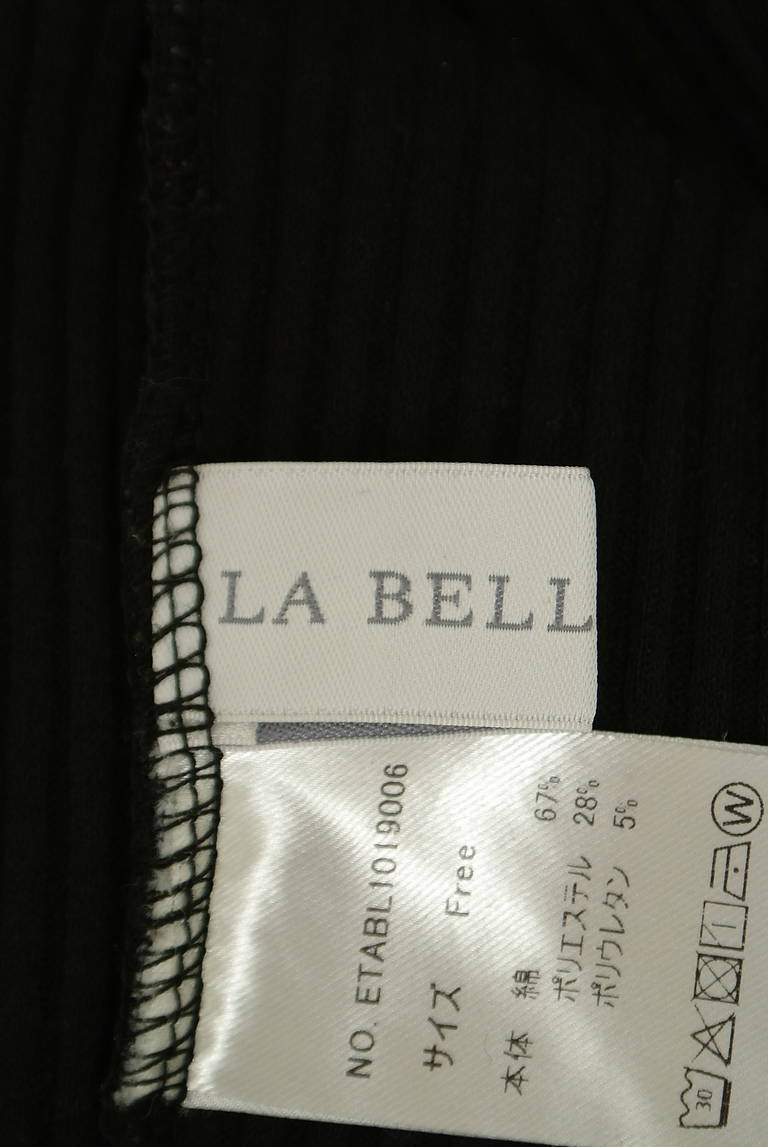 LA BELL
NO. ETABL1019006
サイズ Free
本体 綿 67%
ポリエステル 28%
ポリウレタン 5%
30
W